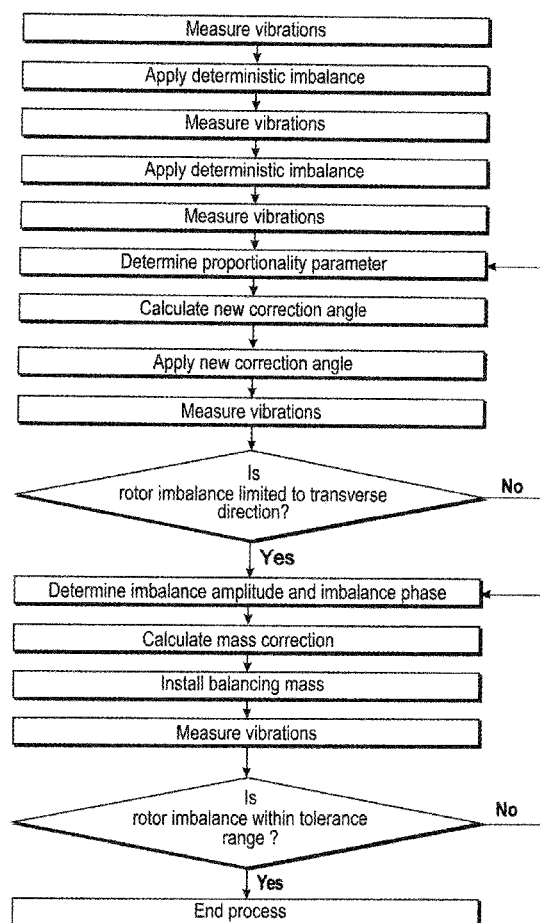 Measure vibrations
Apply deterministic imbalance
Measure vibrations
Apply deterministic imbalance
Measure vibrations
Determine proportionality parameter
Calculate new correction angle
Apply new correction angle
Measure vibrations
Is
rotor imbalance limited to transverse
direction?
No
Yes
Determine imbalance amplitude and imbalance phase
Calculate mass correction
Install balancing mass
Measure vibrations
Is
rotor imbalance within tolerance
range ?
No
Yes
End process